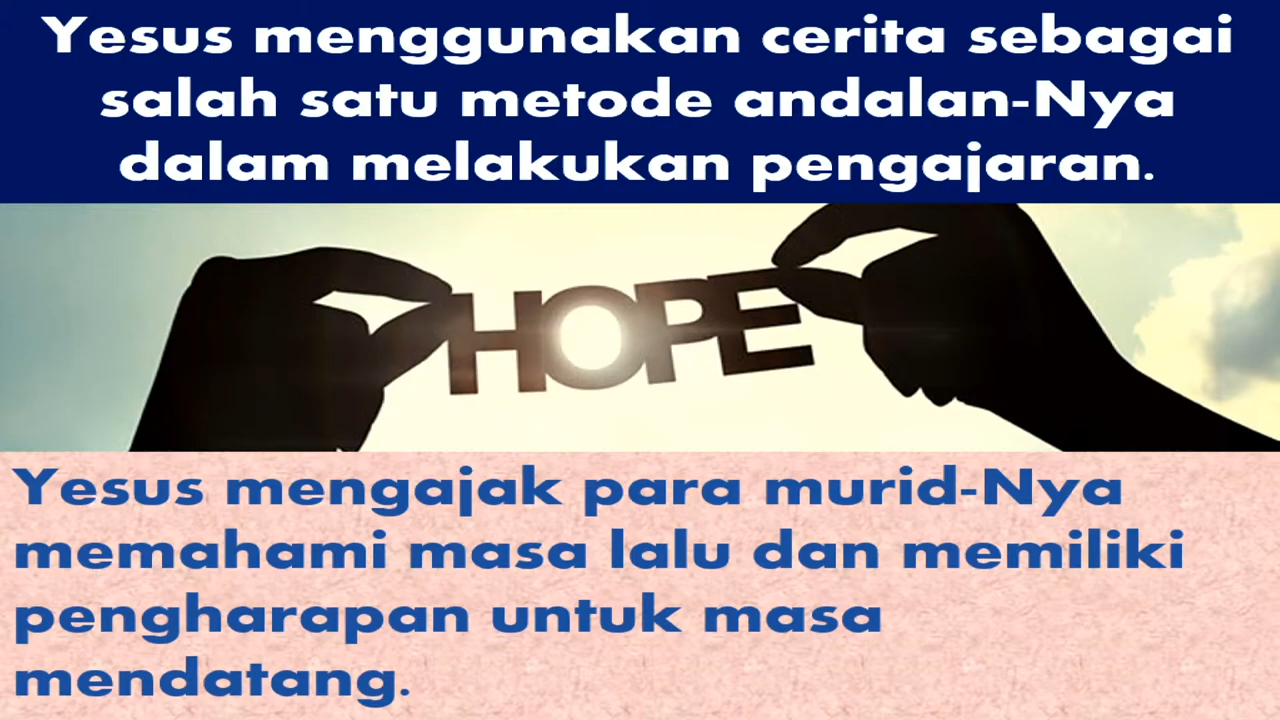 Yesus menggunakan cerita sebagai
salah satu metode andalan-Nya
dalam melakukan pengajaran.
HOPE
Yesus mengajak para murid-Nya
memahami masa lalu dan memiliki
pengharapan untuk masa
mendatang.